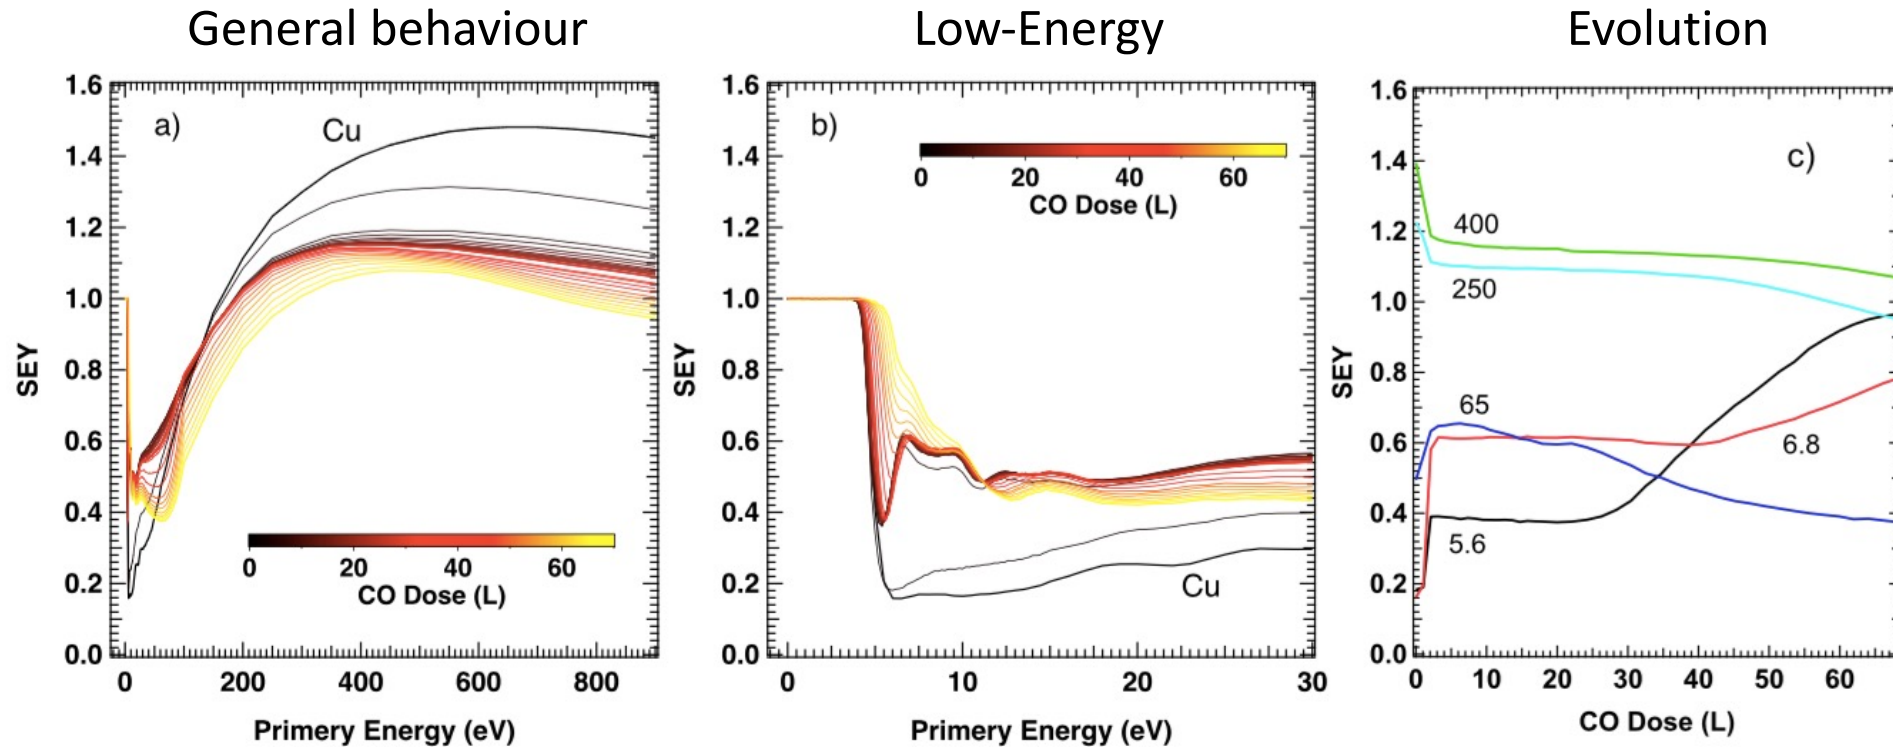 General behaviour
Low-Energy
Evolution
1.6
1.4
1.2
1.0
0.8
0.6
0.4
0.2
0.0
SEY
a)
Cu
0 20 40 60
CO Dose (L)
0 200 400 600 800
Primery Energy (eV)
1.6
1.4
1.2
1.0
0.8
0.6
0.4
0.2
0.0
SEY
b)
0 20 40 60
CO Dose (L)
Cu
0 10 20 30
Primery Energy (eV)
1.6
1.4
1.2
1.0
0.8
0.6
0.4
0.2
0.0
SEY
c)
400
250
65
6.8
5.6
0 10 20 30 40 50 60
CO Dose (L)